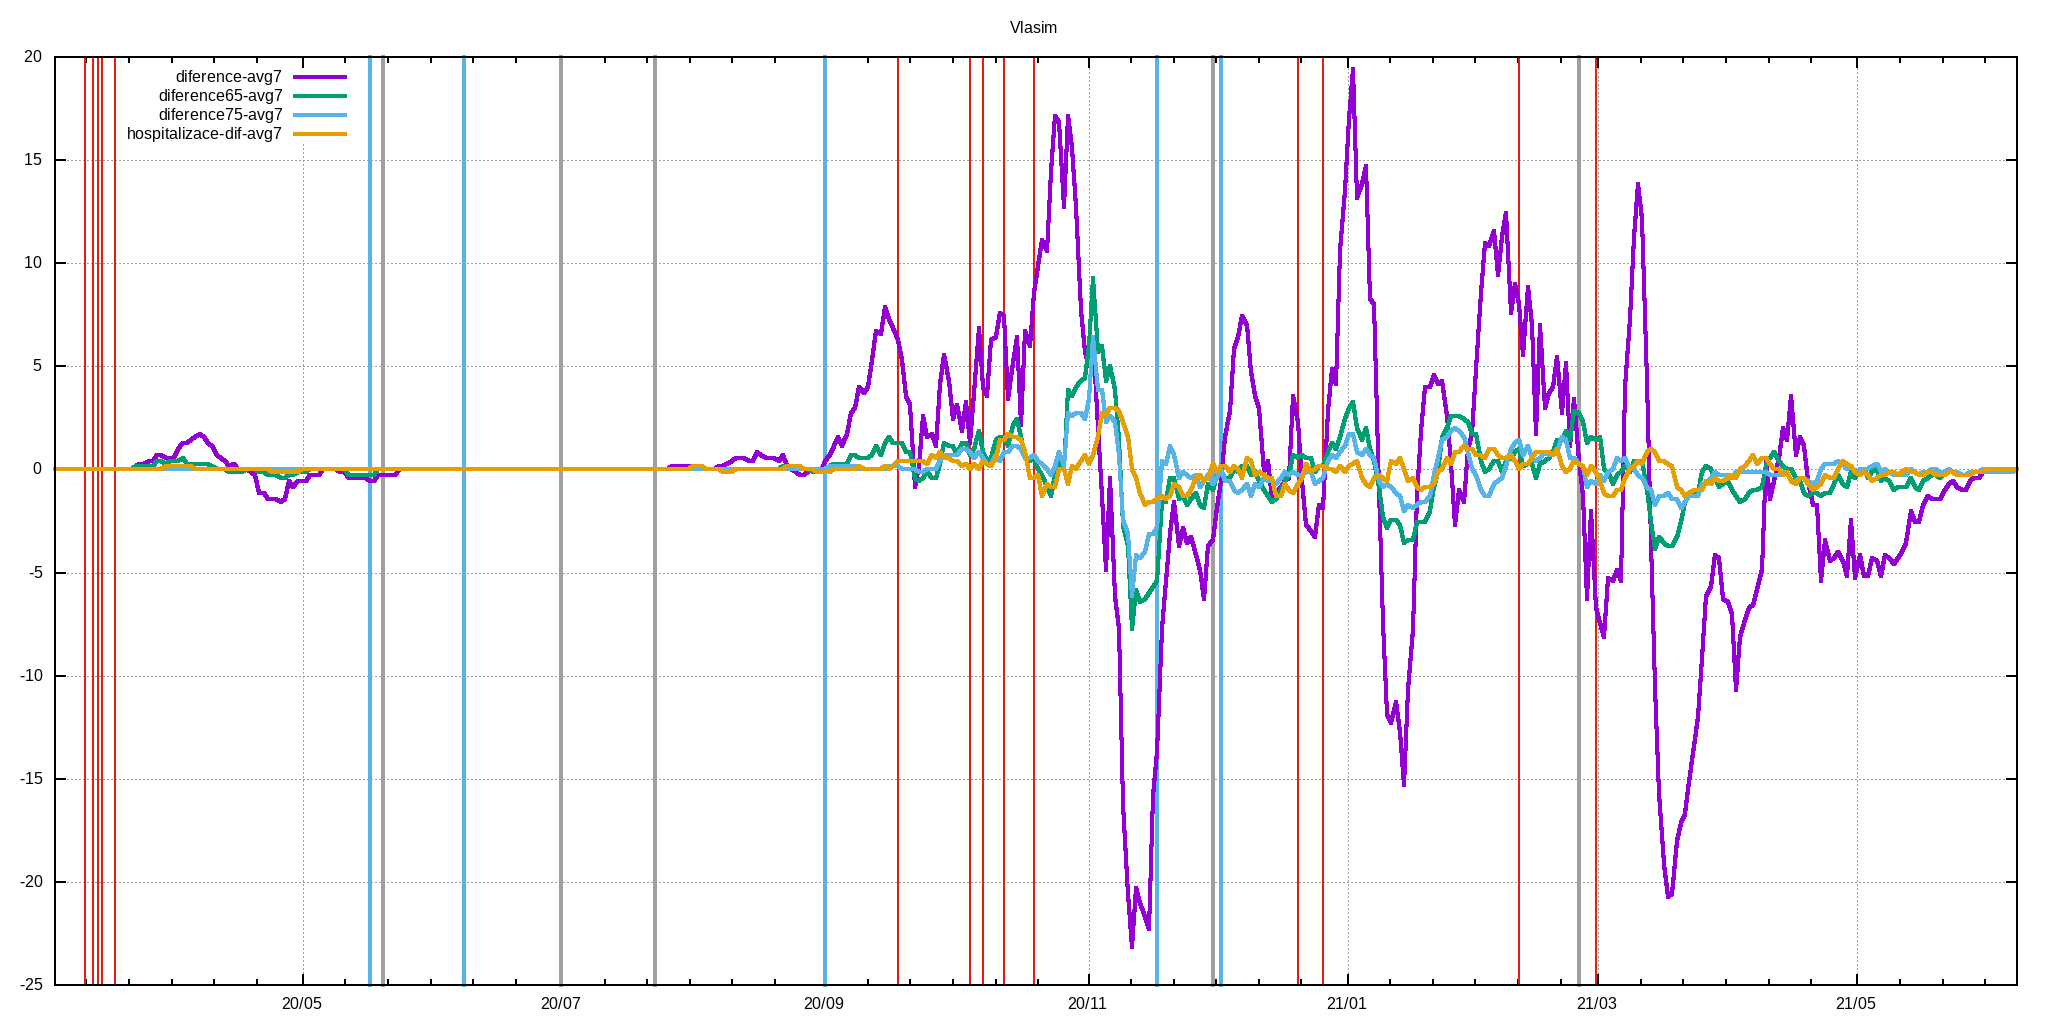 Vlasim
20
diference-avg7
diference65-avg7
diference75-avg7
hospitalizace-dif-avg7
15
10
5
0
-5
-10
-15
-20
-25
20/05 20/07 20/09 20/11 21/01 21/03 21/05